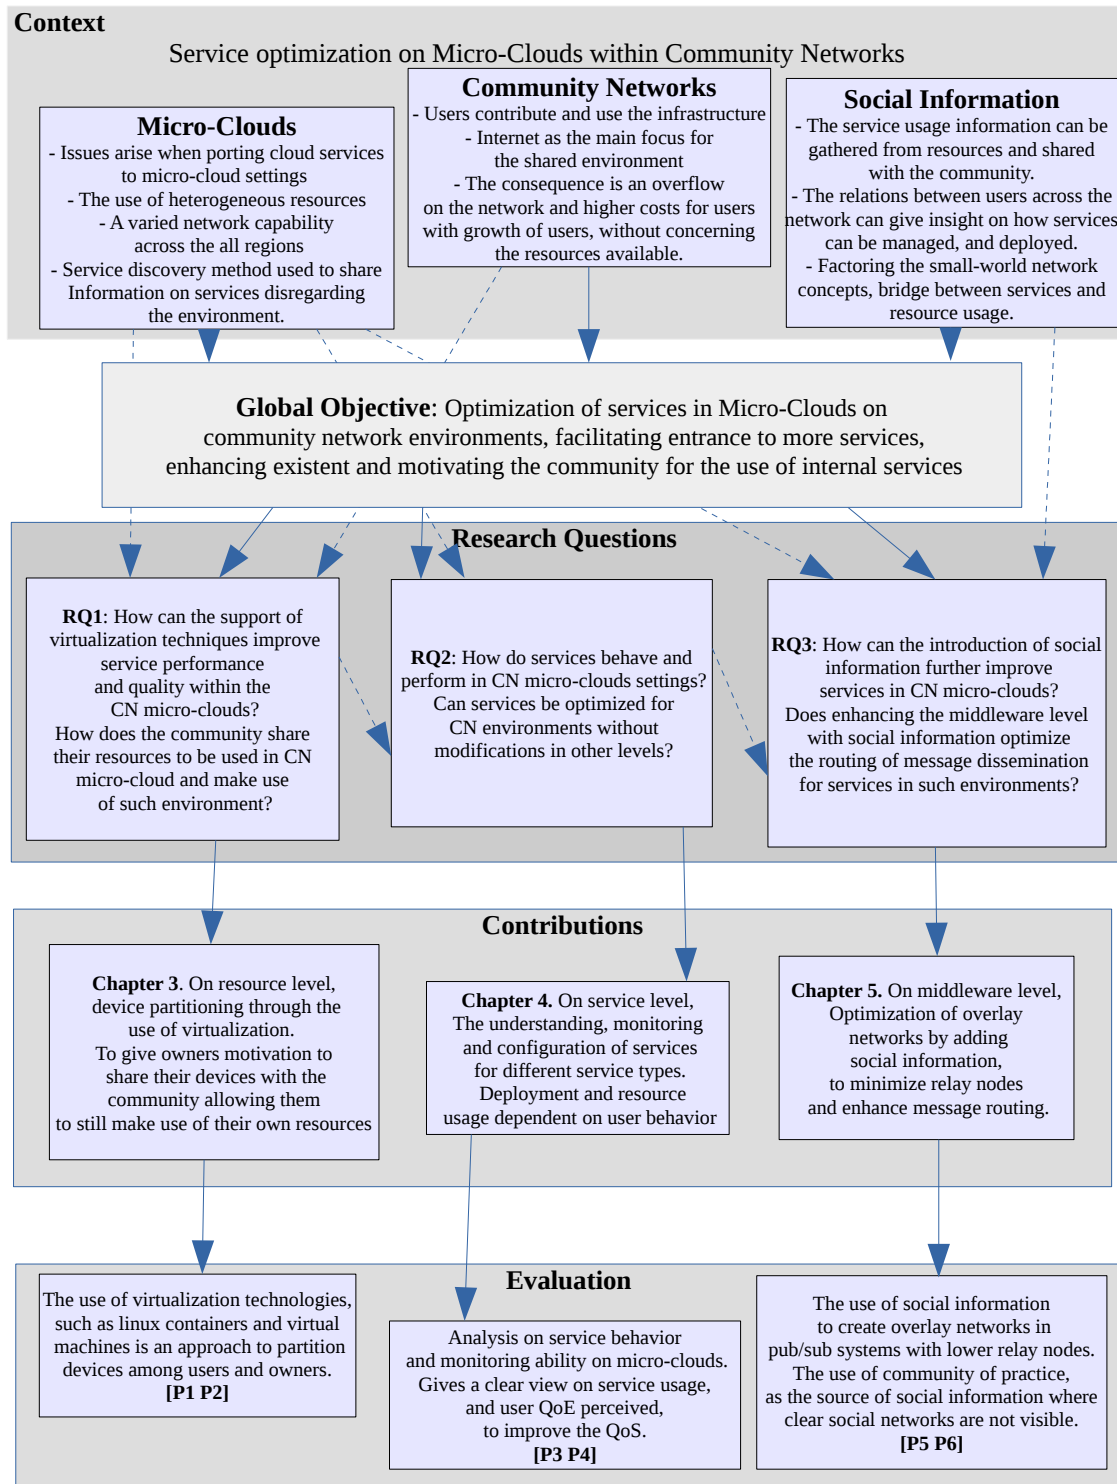 Context
Service optimization on Micro-Clouds within Community Networks
Micro-Clouds
- Issues arise when porting cloud services
to micro-cloud settings
- The use of heterogeneous resources
- A varied network capability
across the all regions
- Service discovery method used to share
Information on services disregarding
the environment.
Community Networks
- Users contribute and use the infrastructure
- Internet as the main focus for
the shared environment
- The consequence is an overflow
on the network and higher costs for users
with growth of users, without concerning
the resources available.
Social Information
- The service usage information can be
gathered from resources and shared
with the community.
- The relations between users across the
network can give insight on how services
can be managed, and deployed.
- Factoring the small-world network
concepts, bridge between services and
resource usage.
Global Objective: Optimization of services in Micro-Clouds on
community network environments, facilitating entrance to more services,
enhancing existent and motivating the community for the use of internal services
Research Questions
RQ1: How can the support of
virtualization techniques improve
service performance
and quality within the
CN micro-clouds?
How does the community share
their resources to be used in CN
micro-cloud and make use
of such environment?
RQ2: How do services behave and
perform in CN micro-clouds settings?
Can services be optimized for
CN environments without
modifications in other levels?
RQ3: How can the introduction of social
information further improve
services in CN micro-clouds?
Does enhancing the middleware level
with social information optimize
the routing of message dissemination
for services in such environments?
Contributions
Chapter 3. On resource level,
device partitioning through the
use of virtualization.
To give owners motivation to
share their devices with the
community allowing them
to still make use of their own resources
Chapter 4. On service level,
The understanding, monitoring
and configuration of services
for different service types.
Deployment and resource
usage dependent on user behavior
Chapter 5. On middleware level,
Optimization of overlay
networks by adding
social information,
to minimize relay nodes
and enhance message routing.
Evaluation
The use of virtualization technologies,
such as linux containers and virtual
machines is an approach to partition
devices among users and owners.
[P1 P2]
Analysis on service behavior
and monitoring ability on micro-clouds.
Gives a clear view on service usage,
and user QoE perceived,
to improve the QoS.
[P3 P4]
The use of social information
to create overlay networks in
pub/sub systems with lower relay nodes.
The use of community of practice,
as the source of social information where
clear social networks are not visible.
[P5 P6]